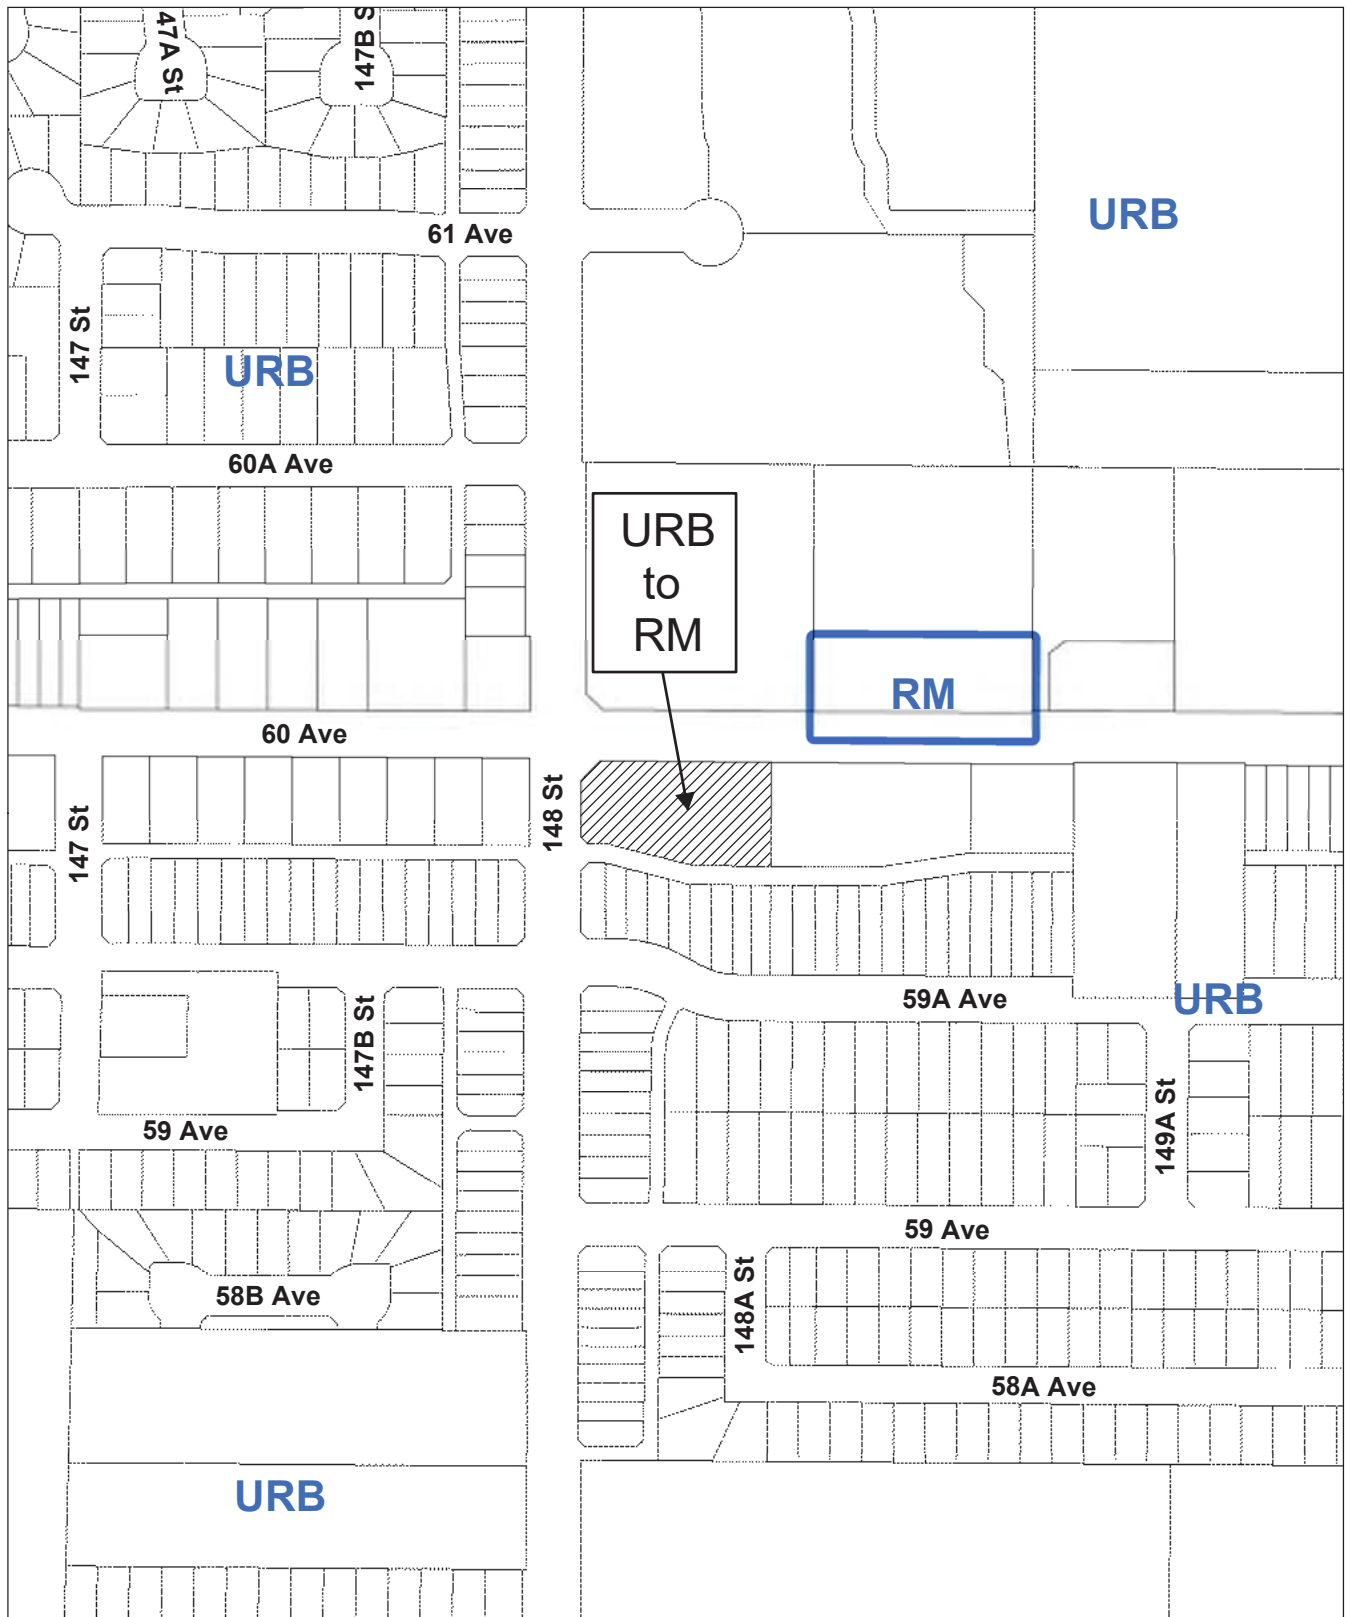 47A St
147B S
URB
61 Ave
147 St
URB
60A Ave
URB
to
RM
RM
60 Ave
147 St
148 St
59A Ave
URB
147B St
59 Ave
149A St
59 Ave
58B Ave
148A St
58A Ave
URB